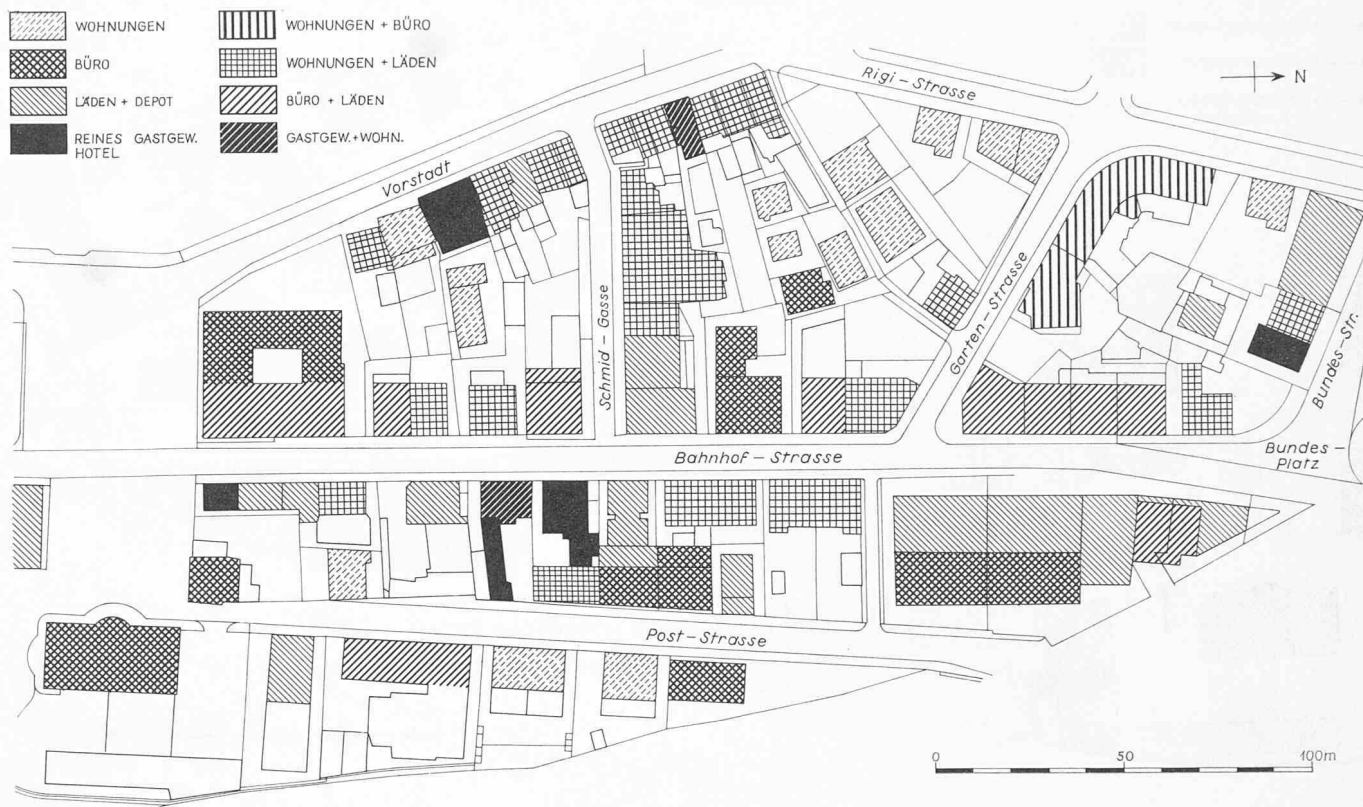 WOHNUNGEN
BÜRO
LÄDEN + DEPOT
REINES GASTGEW.
HOTEL
WOHNUNGEN + BÜRO
WOHNUNGEN + LÄDEN
BÜRO + LÄDEN
GASTGEW.+WOHN.
Rigi-Strasse
N
Vorstadt
Schmid-Gasse
Garten-Strasse
Bundes-Str.
Bahnhof-Strasse
Bundes-
Platz
Post-Strasse
0 50 100m